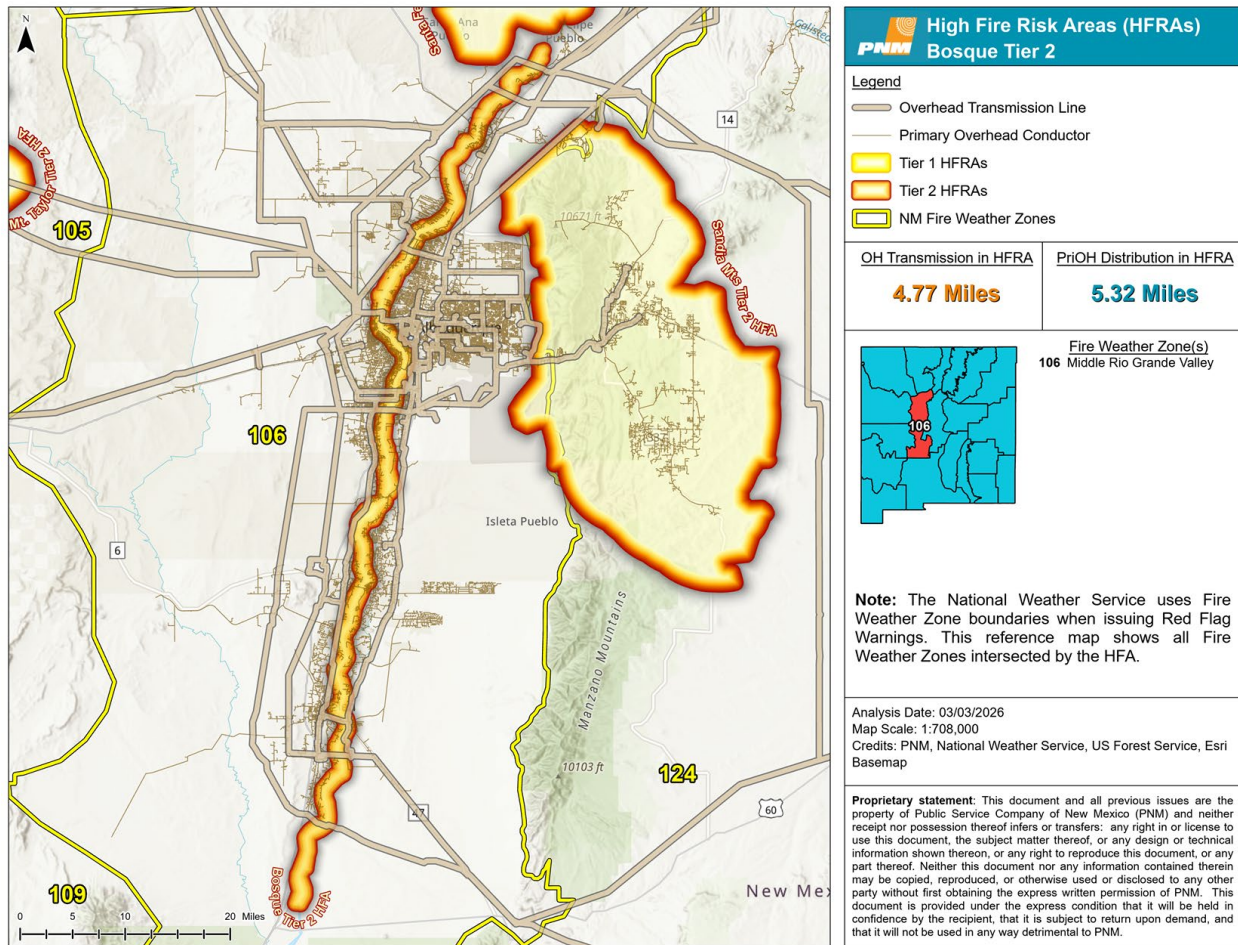 N
Santa Fe
Ana
Pueblo
Pueblo
Galisteo
14
Mt. Taylor Tier 2 HFA
105
10671 ft
Sandia Mts Tier 2 HFA
106
Isleta Pueblo
6
Manzano Mountains
10103 ft
124
60
47
New Mex
109
Bosque Tier 2 HFA
0 5 10 20 Miles
PNM
High Fire Risk Areas (HFRAs)
Bosque Tier 2
Legend
Overhead Transmission Line
Primary Overhead Conductor
Tier 1 HFRAs
Tier 2 HFRAs
NM Fire Weather Zones
OH Transmission in HFRA
4.77 Miles
PriOH Distribution in HFRA
5.32 Miles
Fire Weather Zone(s)
106 Middle Rio Grande Valley
106
Note: The National Weather Service uses Fire
Weather Zone boundaries when issuing Red Flag
Warnings. This reference map shows all Fire
Weather Zones intersected by the HFA.
Analysis Date: 03/03/2026
Map Scale: 1:708,000
Credits: PNM, National Weather Service, US Forest Service, Esri
Basemap
Proprietary statement: This document and all previous issues are the
property of Public Service Company of New Mexico (PNM) and neither
receipt nor possession thereof infers or transfers: any right in or license to
use this document, the subject matter thereof, or any design or technical
information shown thereon, or any right to reproduce this document, or any
part thereof. Neither this document nor any information contained therein
may be copied, reproduced, or otherwise used or disclosed to any other
party without first obtaining the express written permission of PNM. This
document is provided under the express condition that it will be held in
confidence by the recipient, that it is subject to return upon demand, and
that it will not be used in any way detrimental to PNM.